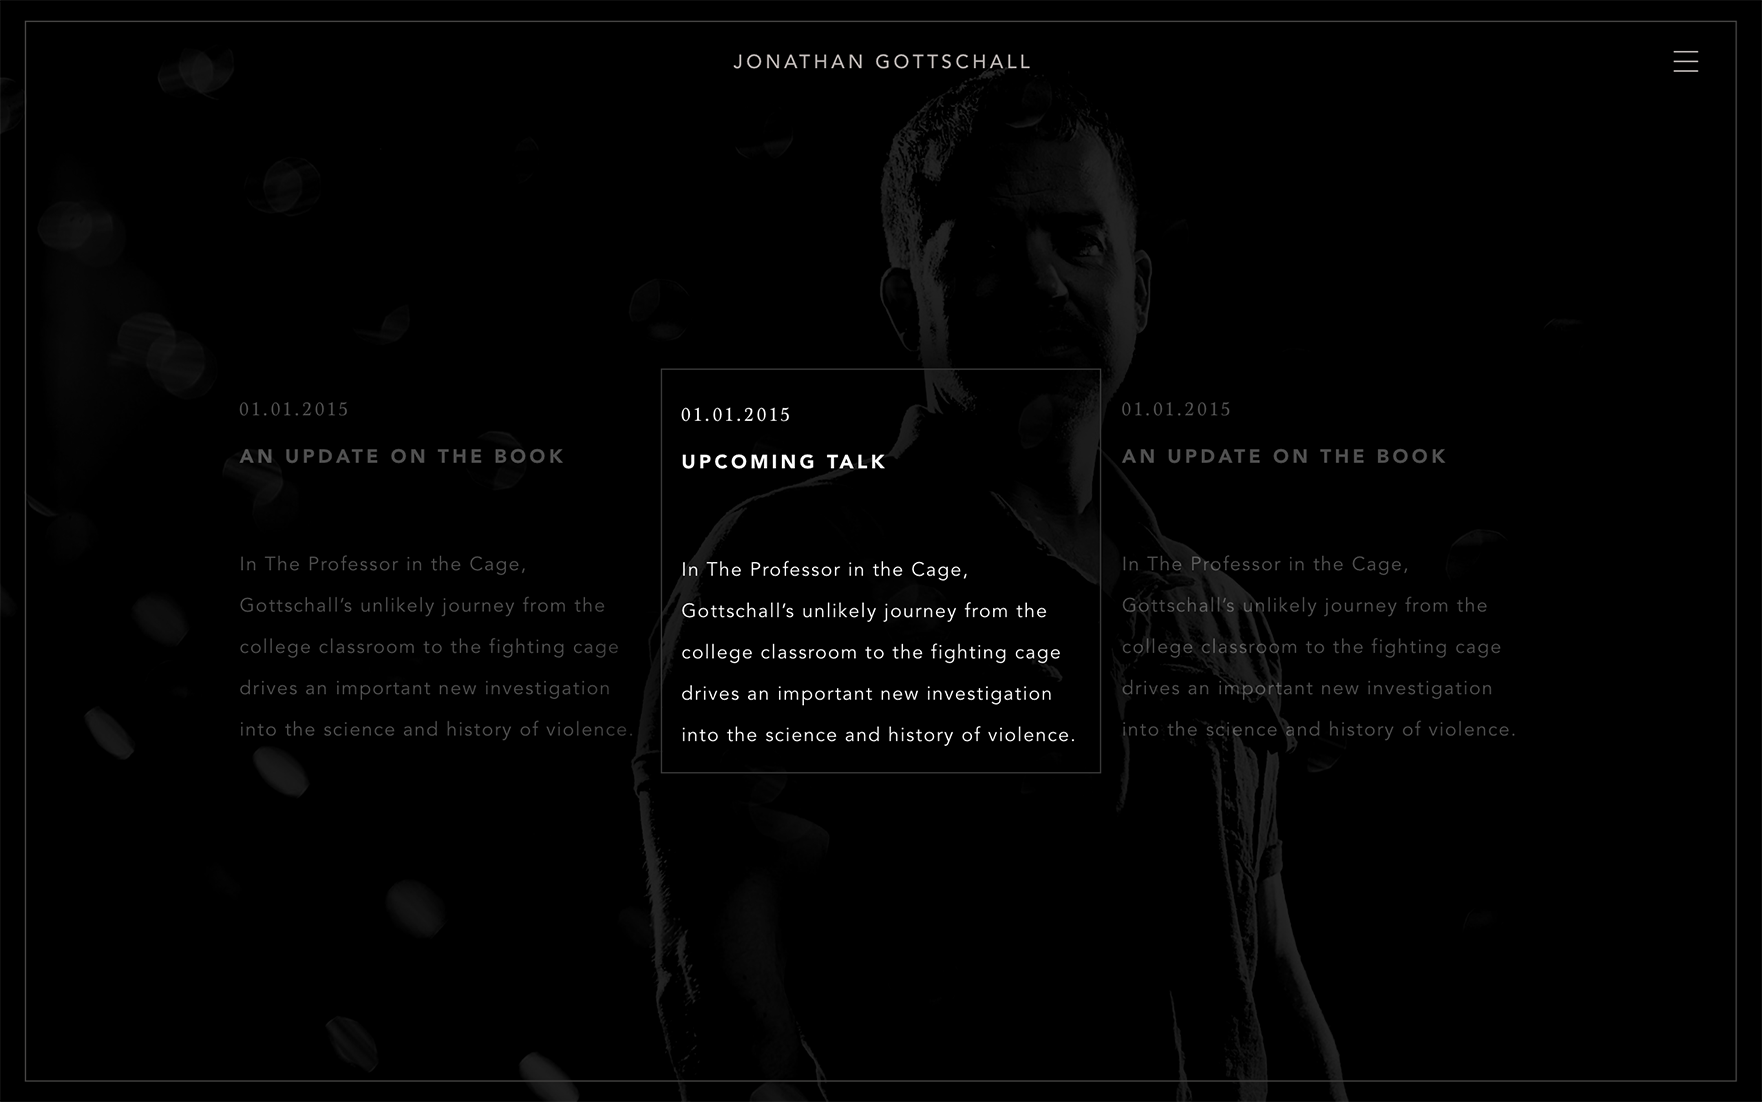 JONATHAN GOTTSCHALL
01.01.2015
AN UPDATE ON THE BOOK
In The Professor in the Cage,
Gottschall’s unlikely journey from the
college classroom to the fighting cage
drives an important new investigation
into the science and history of violence.
01.01.2015
UPCOMING TALK
In The Professor in the Cage,
Gottschall’s unlikely journey from the
college classroom to the fighting cage
drives an important new investigation
into the science and history of violence.
01.01.2015
AN UPDATE ON THE BOOK
In The Professor in the Cage,
Gottschall’s unlikely journey from the
college classroom to the fighting cage
drives an important new investigation
into the science and history of violence.